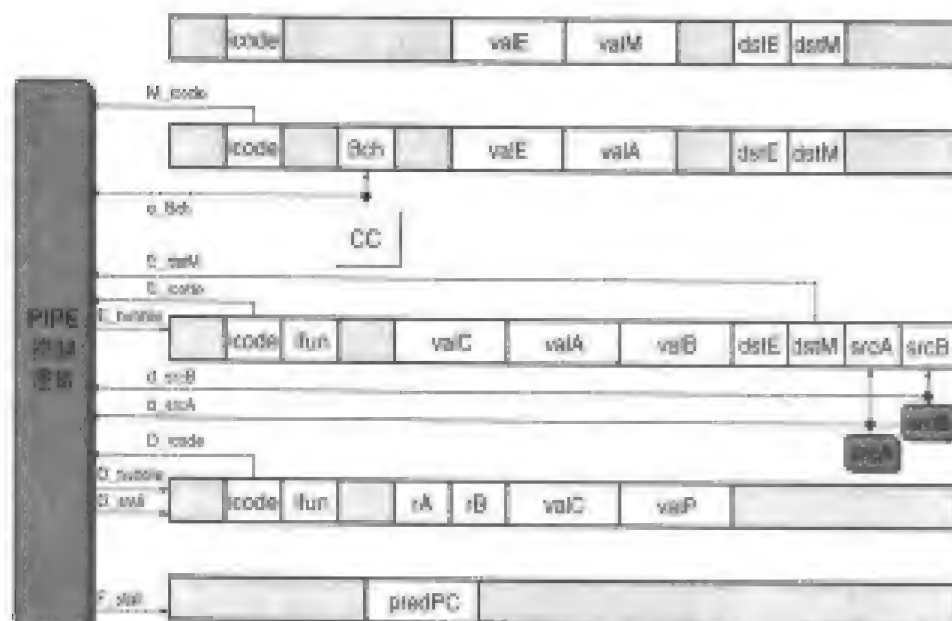 icode valE valM dstE dstM
M_icode
icode Bch valE valA dstE dstM
e_Bch
CC
E_dstM
E_icode
E_bubble
PIPE
icode ifun valC valA valB dstE dstM srcA srcB
d_srcB
d_srcA
srcB
srcA
D_icode
D_bubble
D_stall
icode ifun rA rB valC valP
F_stall
predPC